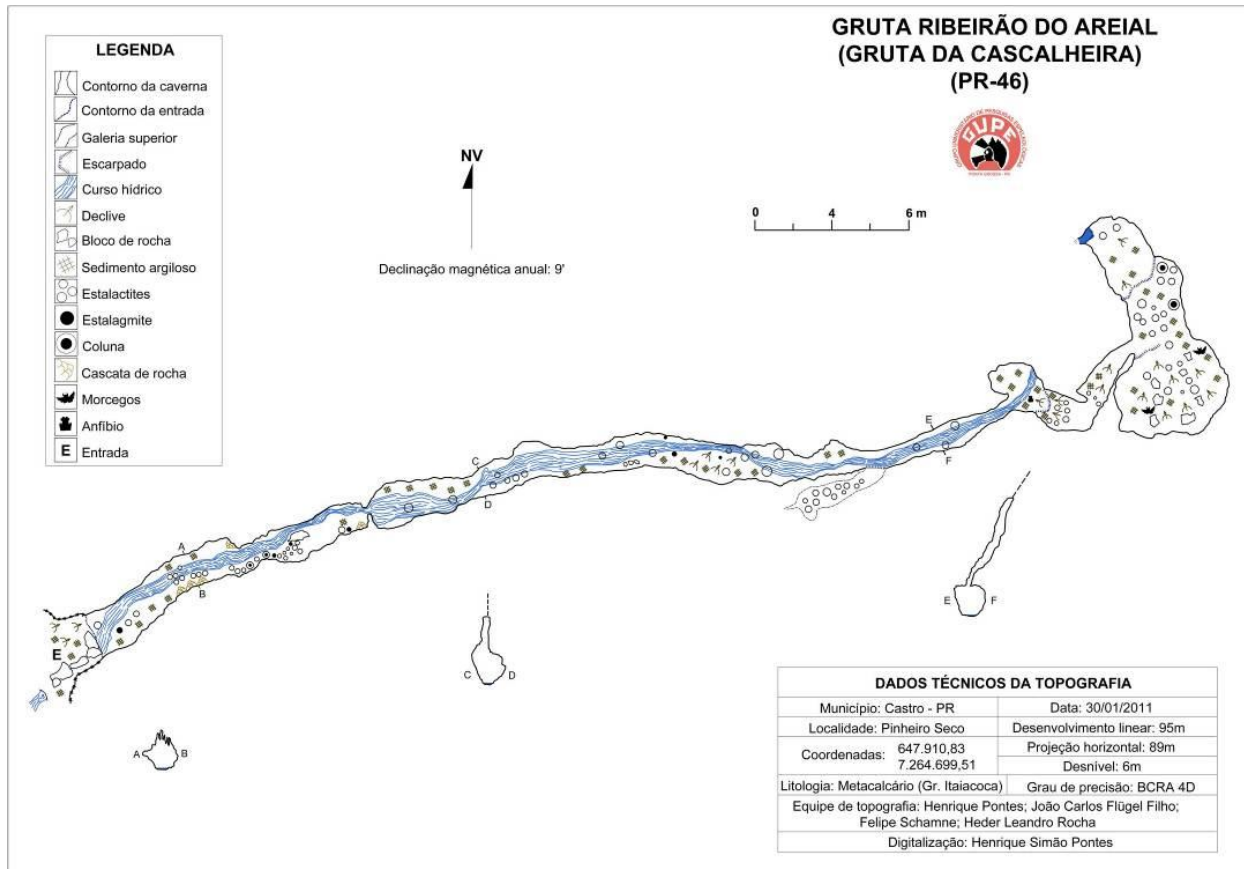 GRUTA RIBEIRÃO DO AREIAL
(GRUTA DA CASCALHEIRA)
(PR-46)
GUPE
LEGENDA
Contorno da caverna
Contorno da entrada
Galeria superior
Escarpado
Curso hídrico
Declive
Bloco de rocha
Sedimento argiloso
Estalactites
Estalagmite
Coluna
Cascata de rocha
Morcegos
Anfíbio
E Entrada
NV
Declinação magnética anual: 9'
0 4 6 m
E
F
C
D
A
B
E
E F
C D
A B
DADOS TÉCNICOS DA TOPOGRAFIA
Município: Castro - PR
Data: 30/01/2011
Localidade: Pinheiro Seco
Desenvolvimento linear: 95m
Coordenadas: 647.910,83
7.264.699,51
Projeção horizontal: 89m
Desnível: 6m
Litologia: Metacalcário (Gr. Itaiacoca)
Grau de precisão: BCRA 4D
Equipe de topografia: Henrique Pontes; João Carlos Flügel Filho;
Felipe Schamne; Heder Leandro Rocha
Digitalização: Henrique Simão Pontes